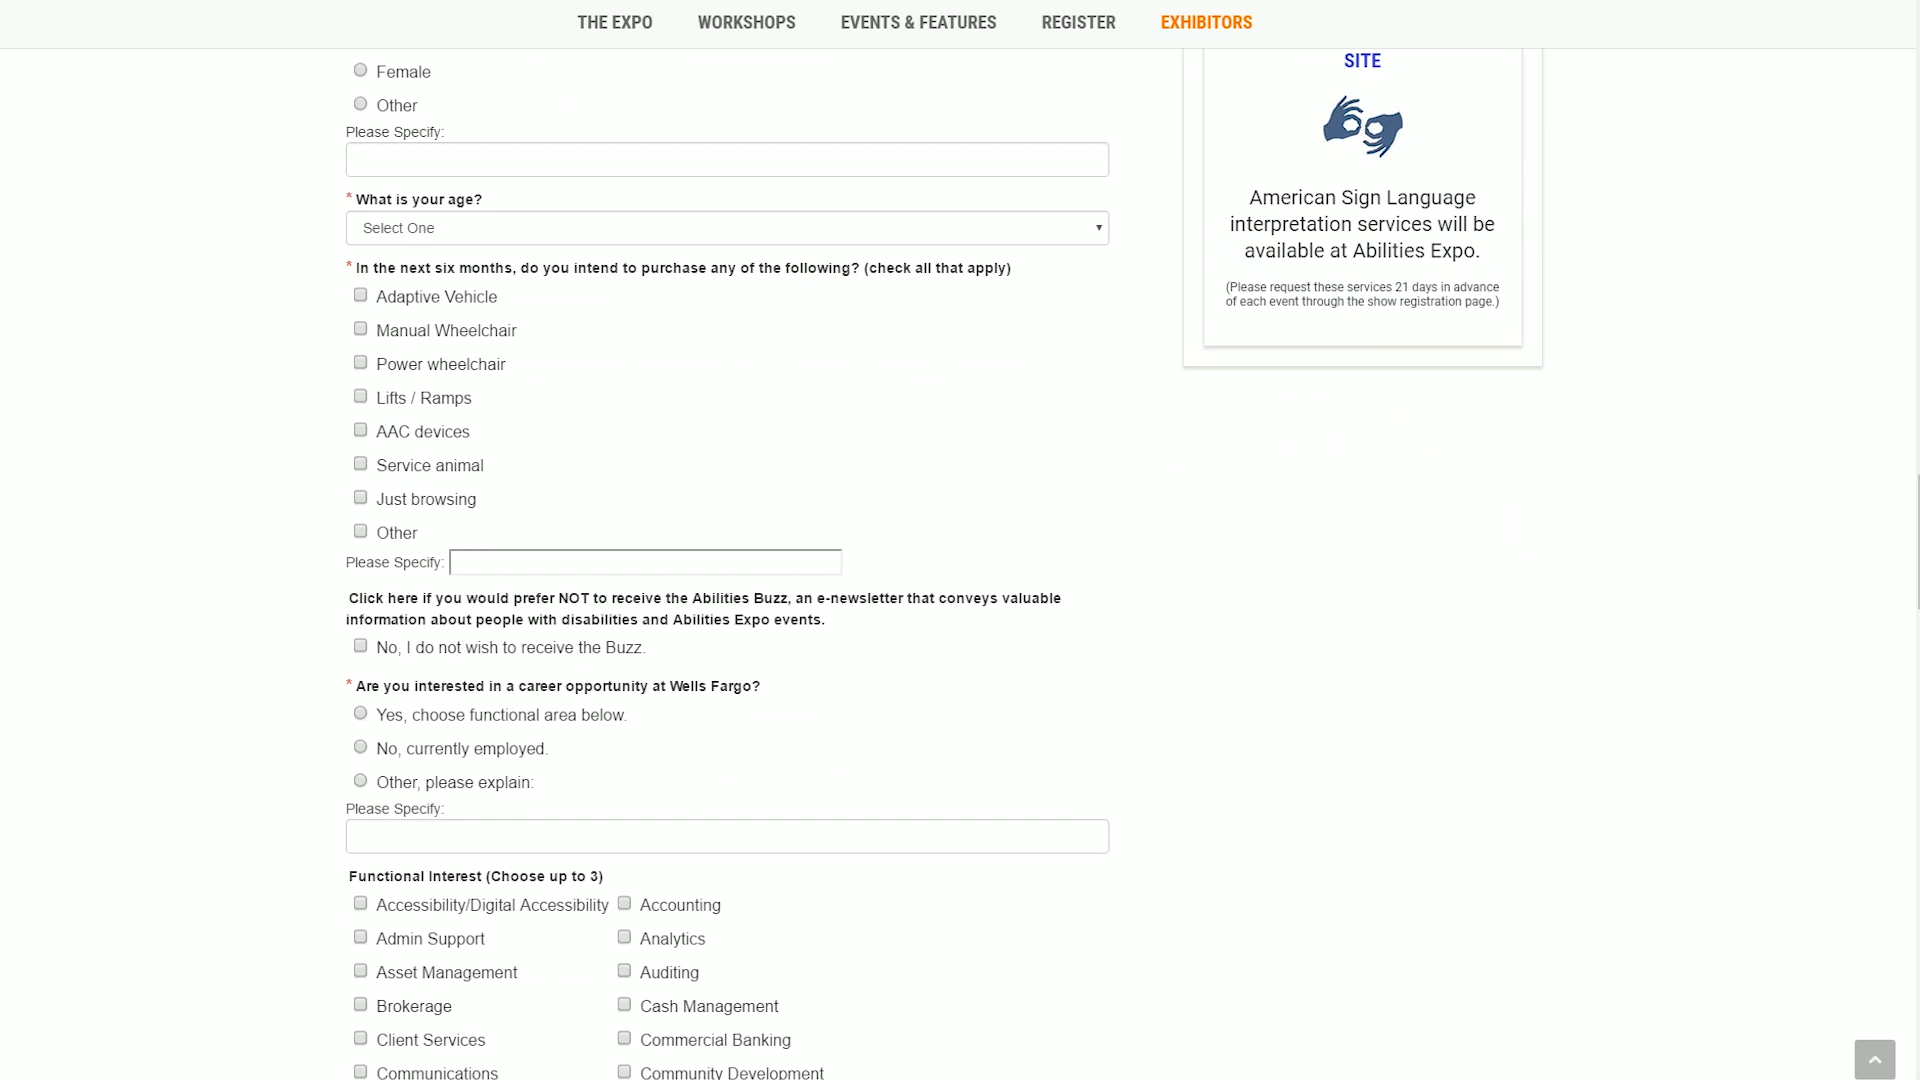 THE EXPO WORKSHOPS EVENTS & FEATURES REGISTER EXHIBITORS
Female
Other
Please Specify:
* What is your age?
Select One
* In the next six months, do you intend to purchase any of the following? (check all that apply)
Adaptive Vehicle
Manual Wheelchair
Power wheelchair
Lifts / Ramps
AAC devices
Service animal
Just browsing
Other
Please Specify:
Click here if you would prefer NOT to receive the Abilities Buzz, an e-newsletter that conveys valuable
information about people with disabilities and Abilities Expo events.
No, I do not wish to receive the Buzz.
* Are you interested in a career opportunity at Wells Fargo?
Yes, choose functional area below.
No, currently employed.
Other, please explain:
Please Specify:
Functional Interest (Choose up to 3)
Accessibility/Digital Accessibility Accounting
Admin Support Analytics
Asset Management Auditing
Brokerage Cash Management
Client Services Commercial Banking
Communications Community Development
SITE
American Sign Language
interpretation services will be
available at Abilities Expo.
(Please request these services 21 days in advance
of each event through the show registration page.)